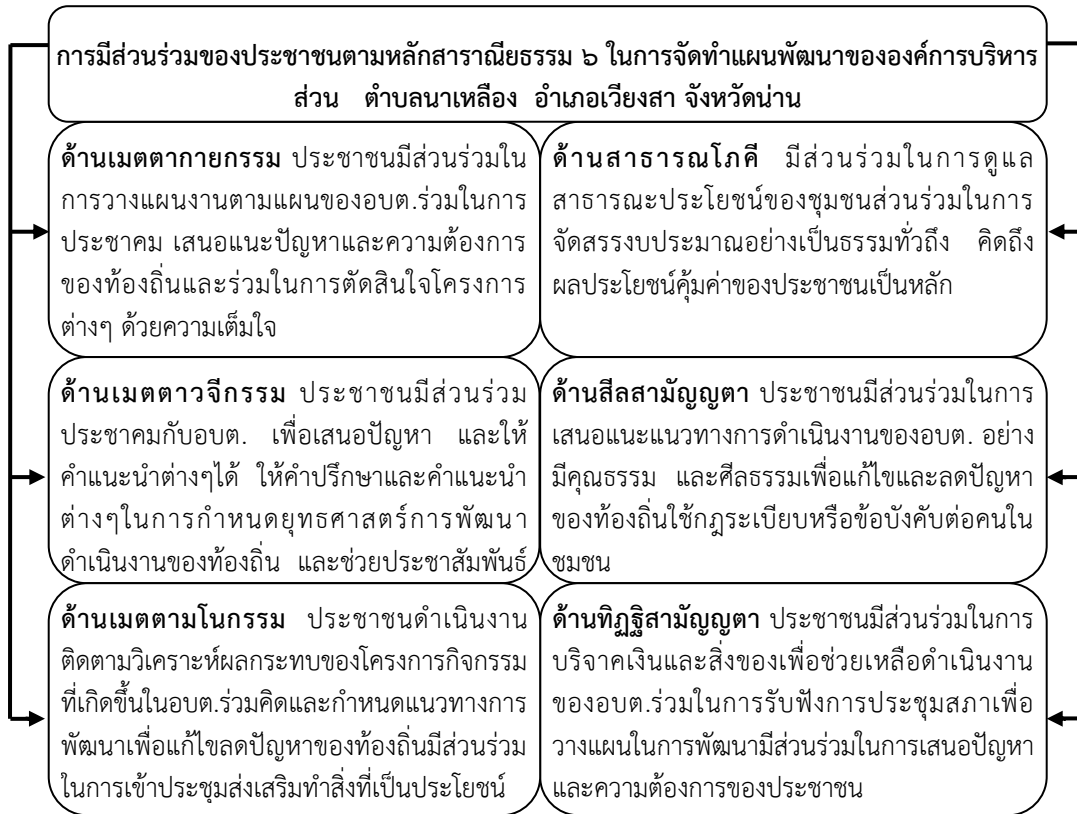 การมีส่วนร่วมของประชาชนตามหลักสาราณียธรรม ๖ ในการจัดทำแผนพัฒนาขององค์การบริหาร
ส่วน ตำบลนาเหลือง อำเภอเวียงสา จังหวัดน่าน
ด้านเมตตากายกรรม ประชาชนมีส่วนร่วมใน
การวางแผนงานตามแผนของอบต.ร่วมในการ
ประชาคม เสนอแนะปัญหาและความต้องการ
ของท้องถิ่นและร่วมในการตัดสินใจโครงการ
ต่างๆ ด้วยความเต็มใจ
ด้านสาธารณโภคี มีส่วนร่วมในการดูแล
สาธารณะประโยชน์ของชุมชนส่วนร่วมในการ
จัดสรรงบประมาณอย่างเป็นธรรมทั่วถึง คิดถึง
ผลประโยชน์คุ้มค่าของประชาชนเป็นหลัก
ด้านเมตตาวจีกรรม ประชาชนมีส่วนร่วม
ประชาคมกับอบต. เพื่อเสนอปัญหา และให้
คำแนะนำต่างๆได้ ให้คำปรึกษาและคำแนะนำ
ต่างๆในการกำหนดยุทธศาสตร์การพัฒนา
ดำเนินงานของท้องถิ่น และช่วยประชาสัมพันธ์
ด้านสีลสามัญญตา ประชาชนมีส่วนร่วมในการ
เสนอแนะแนวทางการดำเนินงานของอบต. อย่าง
มีคุณธรรม และศีลธรรมเพื่อแก้ไขและลดปัญหา
ของท้องถิ่นใช้กฎระเบียบหรือข้อบังคับต่อคนใน
ชุมชน
ด้านเมตตามโนกรรม ประชาชนดำเนินงาน
ติดตามวิเคราะห์ผลกระทบของโครงการกิจกรรม
ที่เกิดขึ้นในอบต.ร่วมคิดและกำหนดแนวทางการ
พัฒนาเพื่อแก้ไขลดปัญหาของท้องถิ่นมีส่วนร่วม
ในการเข้าประชุมส่งเสริมทำสิ่งที่เป็นประโยชน์
ด้านทิฏฐิสามัญญตา ประชาชนมีส่วนร่วมในการ
บริจาคเงินและสิ่งของเพื่อช่วยเหลือดำเนินงาน
ของอบต.ร่วมในการรับฟังการประชุมสภาเพื่อ
วางแผนในการพัฒนามีส่วนร่วมในการเสนอปัญหา
และความต้องการของประชาชน